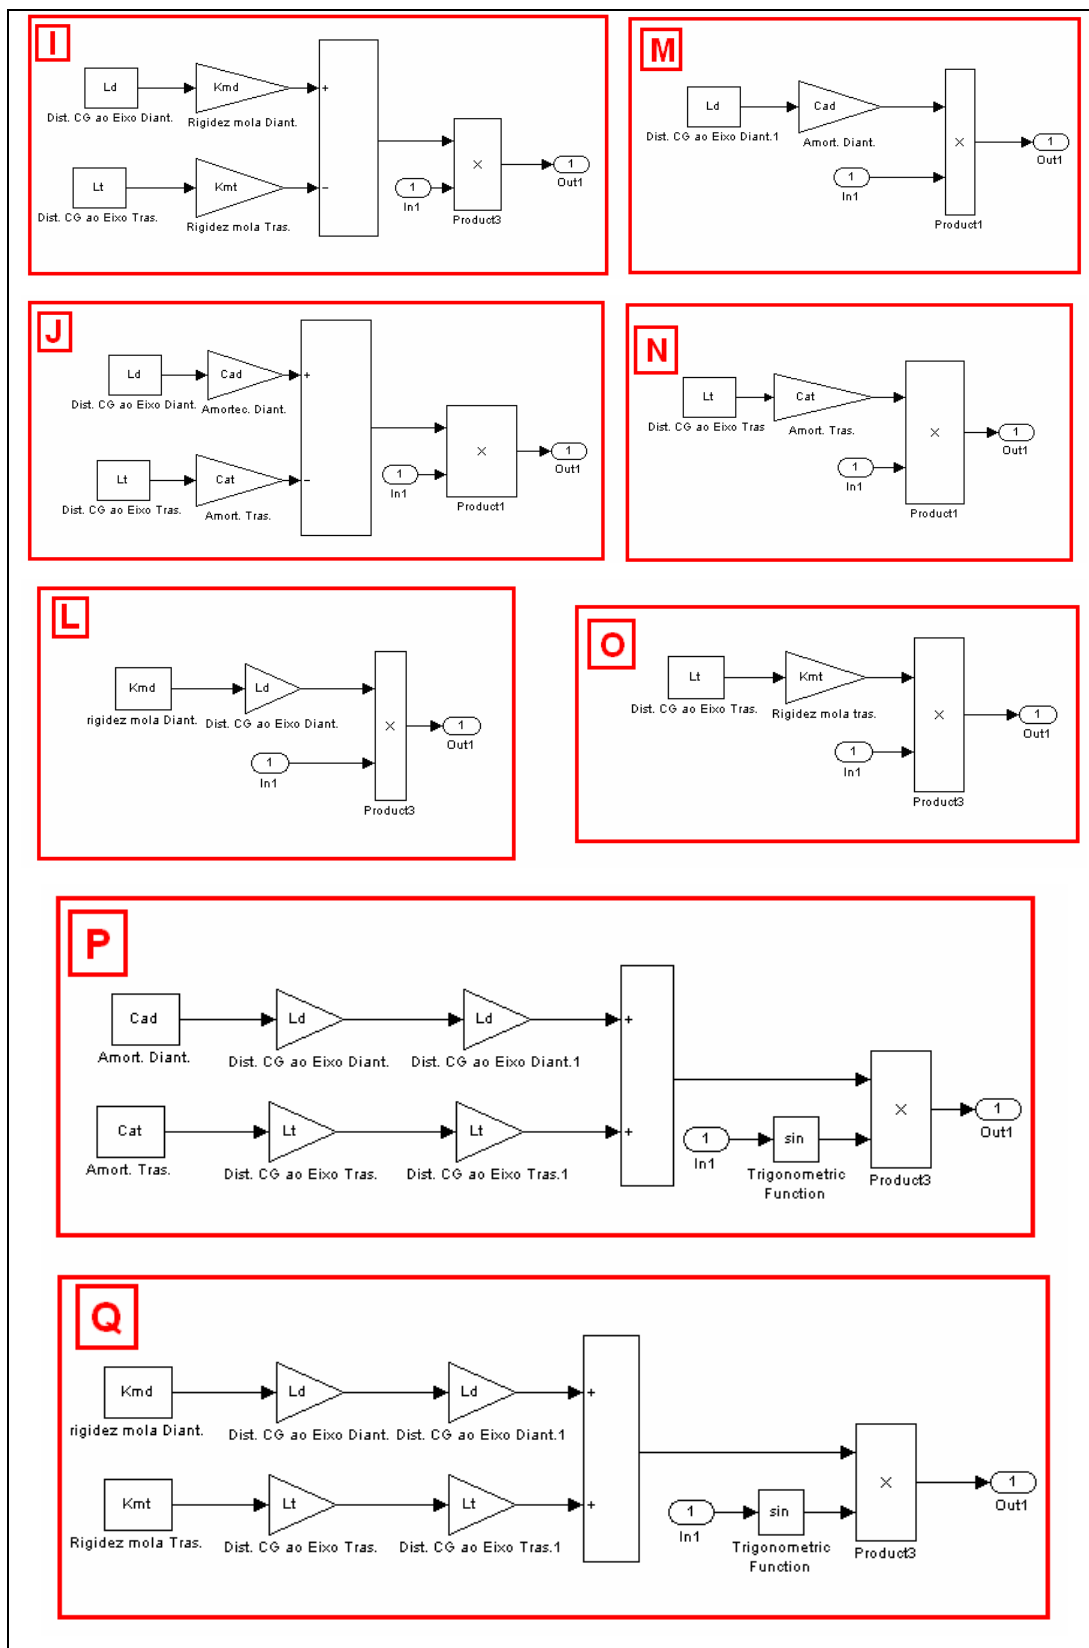 I
Ld
Kmd
+
Dist. CG ao Eixo Diant.
Rigidez mola Diant.
Lt
Kmt
−
Dist. CG ao Eixo Tras.
Rigidez mola Tras.
1
In1
×
Product3
1
Out1
M
Ld
Cad
Dist. CG ao Eixo Diant.1
Amort. Diant.
1
In1
×
Product1
1
Out1
J
Ld
Cad
+
Dist. CG ao Eixo Diant.
Amortec. Diant.
Lt
Cat
−
Dist. CG ao Eixo Tras.
Amort. Tras.
1
In1
×
Product1
1
Out1
N
Lt
Cat
Dist. CG ao Eixo Tras
Amort. Tras.
1
In1
×
Product1
1
Out1
L
Kmd
Ld
rigidez mola Diant.
Dist. CG ao Eixo Diant.
1
In1
×
Product3
1
Out1
O
Lt
Kmt
Dist. CG ao Eixo Tras.
Rigidez mola tras.
1
In1
×
Product3
1
Out1
P
Cad
Ld
Ld
+
Amort. Diant.
Dist. CG ao Eixo Diant.
Dist. CG ao Eixo Diant.1
Cat
Lt
Lt
+
Amort. Tras.
Dist. CG ao Eixo Tras.
Dist. CG ao Eixo Tras.1
1
In1
sin
Trigonometric
Function
×
Product3
1
Out1
Q
Kmd
Ld
Ld
+
rigidez mola Diant.
Dist. CG ao Eixo Diant.
Dist. CG ao Eixo Diant.1
Kmt
Lt
Lt
+
Rigidez mola Tras.
Dist. CG ao Eixo Tras.
Dist. CG ao Eixo Tras.1
1
In1
sin
Trigonometric
Function
×
Product3
1
Out1